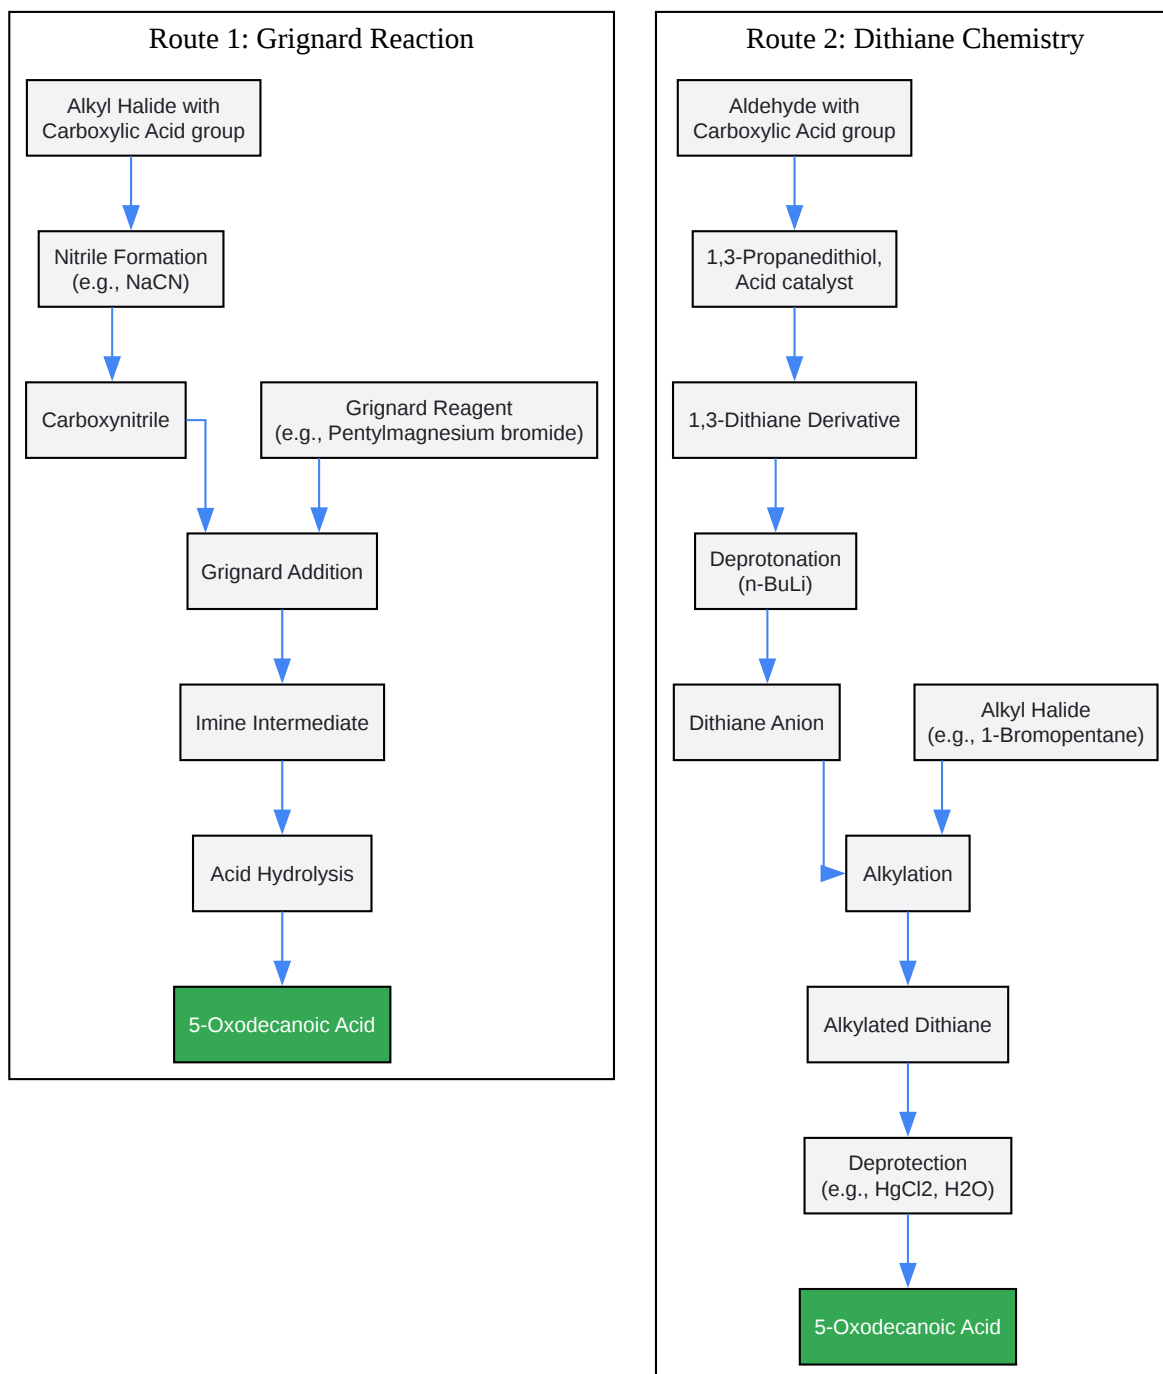 Route 1: Grignard Reaction
Alkyl Halide with
Carboxylic Acid group
Nitrile Formation
(e.g., NaCN)
Carboxynitrile
Grignard Reagent
(e.g., Pentylmagnesium bromide)
Grignard Addition
Imine Intermediate
Acid Hydrolysis
5-Oxodecanoic Acid
Route 2: Dithiane Chemistry
Aldehyde with
Carboxylic Acid group
1,3-Propanedithiol,
Acid catalyst
1,3-Dithiane Derivative
Deprotonation
(n-BuLi)
Dithiane Anion
Alkyl Halide
(e.g., 1-Bromopentane)
Alkylation
Alkylated Dithiane
Deprotection
(e.g., HgCl2, H2O)
5-Oxodecanoic Acid